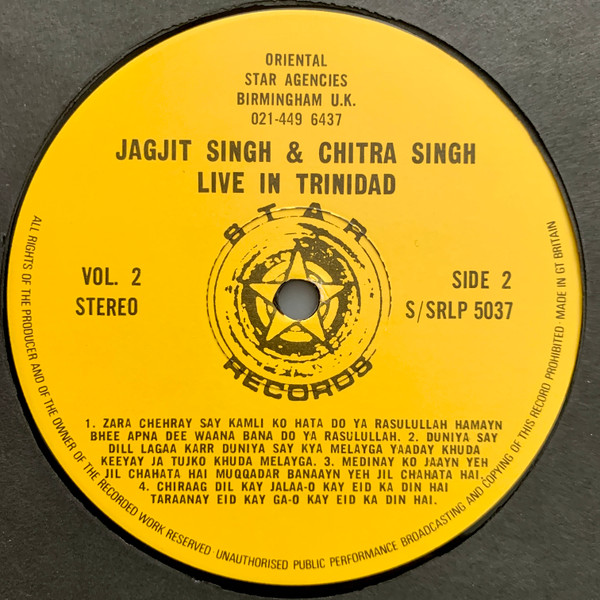 ORIENTAL
STAR AGENCIES
BIRMINGHAM U.K.
021-449 6437
JAGJIT SINGH & CHITRA SINGH
LIVE IN TRINIDAD
STAR
RECORDS
VOL. 2
STEREO
SIDE 2
S/SRLP 5037
1. ZARA CHEHRAY SAY KAMLI KO HATA DO YA RASULULLAH HAMAYN
BHEE APNA DEE WAANA BANA DO YA RASULULLAH. 2. DUNIYA SAY
DILL LAGAA KARR DUNIYA SAY KYA MELAYGA YAADAY KHUDA
KEEYAY JA TUJKO KHUDA MELAYGA. 3. MEDINAY KO JAAYN YEH
JIL CHAHATA HAI MUQQADAR BANAAYN YEH JIL CHAHATA HAI.
4. CHIRAAG DIL KAY JALAA-O KAY EID KA DIN HAI
TARAANAY EID KAY GA-O KAY EID KA DIN HAI.
ALL RIGHTS OF THE PRODUCER AND OF THE OWNER OF THE RECORDED WORK RESERVED UNAUTHORISED PUBLIC PERFORMANCE BROADCASTING AND COPYING OF THIS RECORD PROHIBITED MADE IN GT BRITAIN